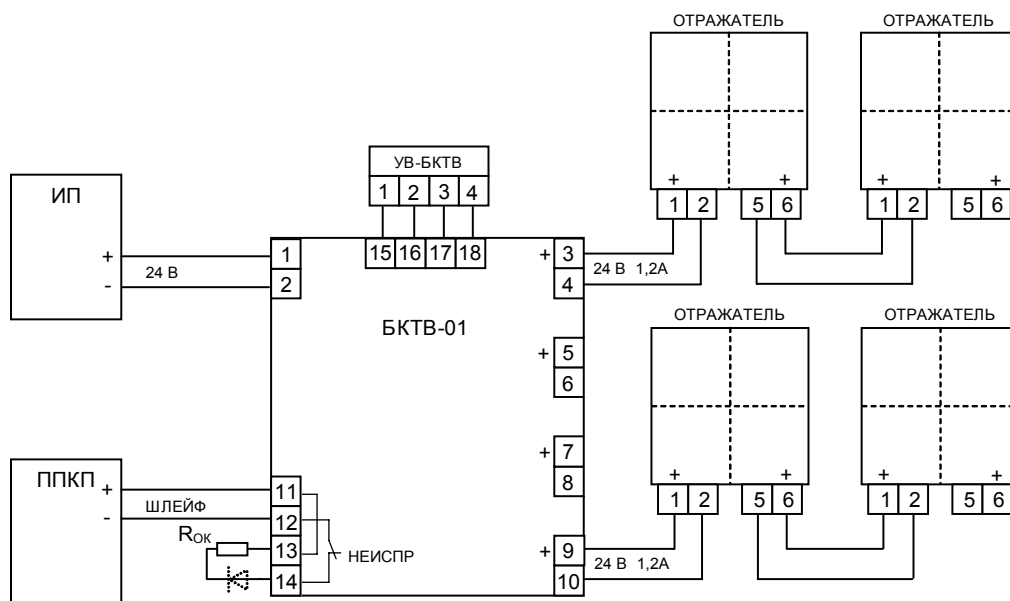 ОТРАЖАТЕЛЬ ОТРАЖАТЕЛЬ
+ + + +
1 2 5 6 1 2 5 6
УВ-БКТВ
1 2 3 4
15 16 17 18
ИП
+
-
24 В
1
2
БКТВ-01
+ 3
4
24 В 1,2А
+ 5
6
+ 7
8
+ 9
10
24 В 1,2А
ОТРАЖАТЕЛЬ ОТРАЖАТЕЛЬ
+ + + +
1 2 5 6 1 2 5 6
ППКП
+
-
ШЛЕЙФ
11
12
13
14
RОК
НЕИСПР